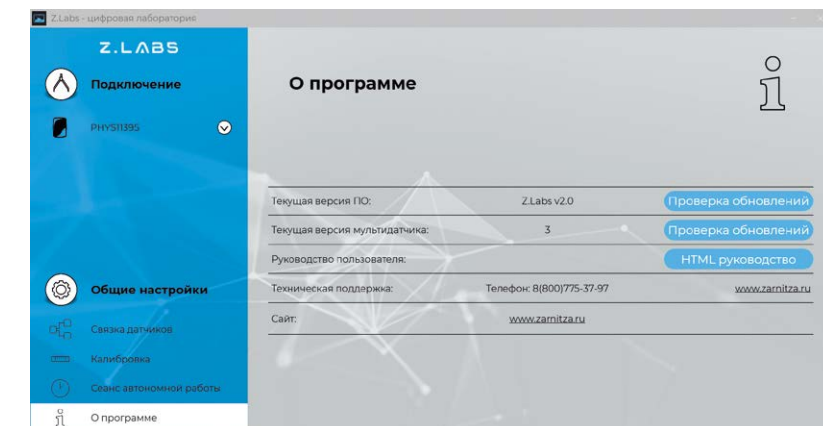 Z.Labs - цифровая лаборатория
Z.LABS
Подключение
PHYS11395
О программе
Текущая версия ПО: Z.Labs v2.0 Проверка обновлений
Текущая версия мультидатчика: 3 Проверка обновлений
Руководство пользователя: HTML руководство
Техническая поддержка: Телефон: 8(800)775-37-97 www.zarnitza.ru
Сайт: www.zarnitza.ru
Общие настройки
Связка датчиков
Калибровка
Сеанс автономной работы
О программе